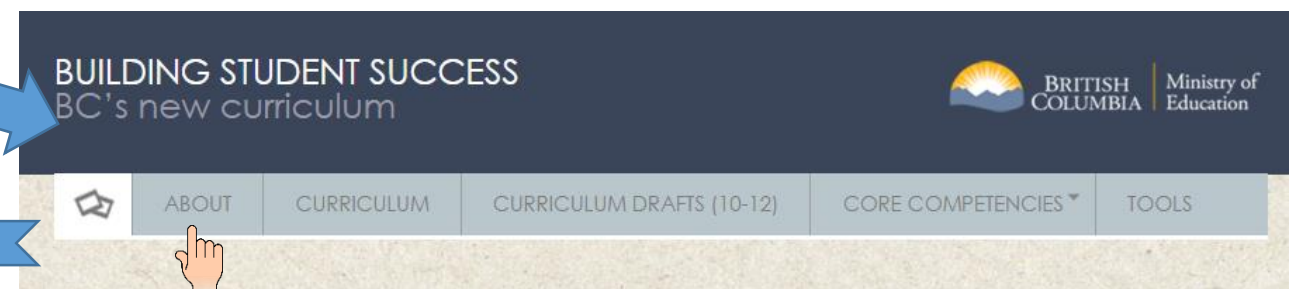 BUILDING STUDENT SUCCESS
BC's new curriculum
BRITISH
COLUMBIA
Ministry of
Education
ABOUT
CURRICULUM
CURRICULUM DRAFTS (10-12)
CORE COMPETENCIES
TOOLS